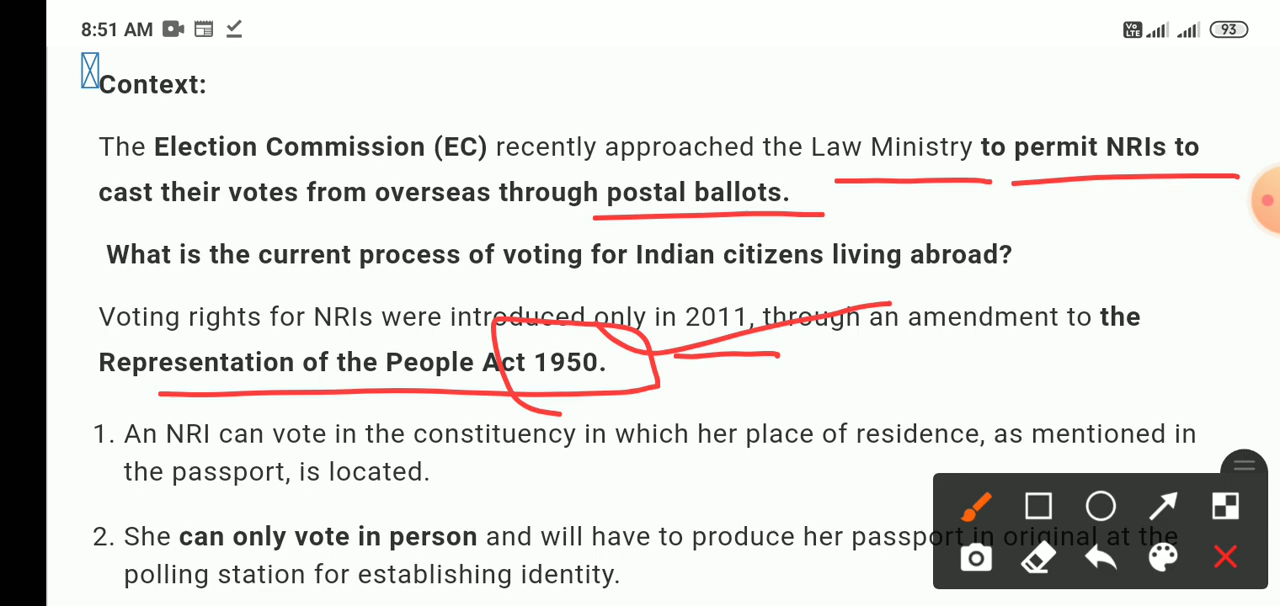 8:51 AM
Vo LTE
93
Context:
The Election Commission (EC) recently approached the Law Ministry to permit NRIs to
cast their votes from overseas through postal ballots.
What is the current process of voting for Indian citizens living abroad?
Voting rights for NRIs were introduced only in 2011, through an amendment to the
Representation of the People Act 1950.
1. An NRI can vote in the constituency in which her place of residence, as mentioned in
the passport, is located.
2. She can only vote in person and will have to produce her passport in original at the
polling station for establishing identity.